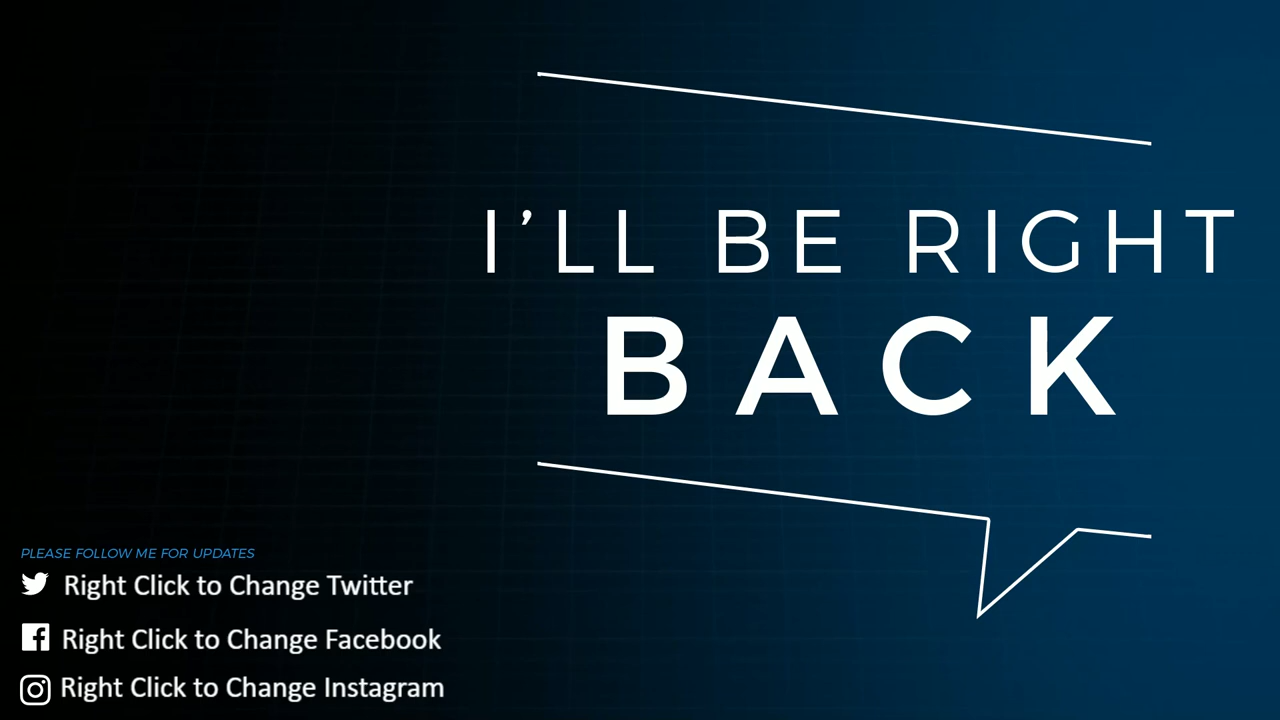 I’LL BE RIGHT
BACK
PLEASE FOLLOW ME FOR UPDATES
Right Click to Change Twitter
Right Click to Change Facebook
Right Click to Change Instagram